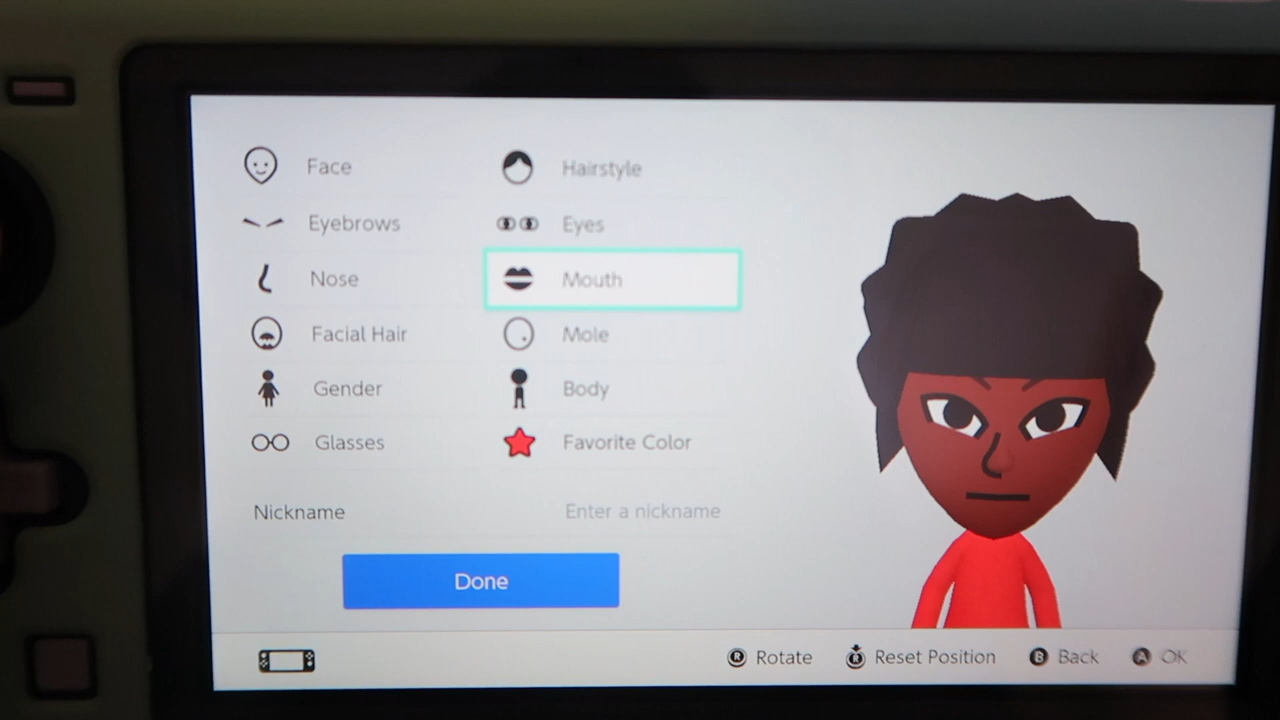 Face
Hairstyle
Eyebrows
Eyes
Nose
Mouth
Facial Hair
Mole
Gender
Body
Glasses
Favorite Color
Nickname
Enter a nickname
Done
R Rotate
R Reset Position
B Back
A OK